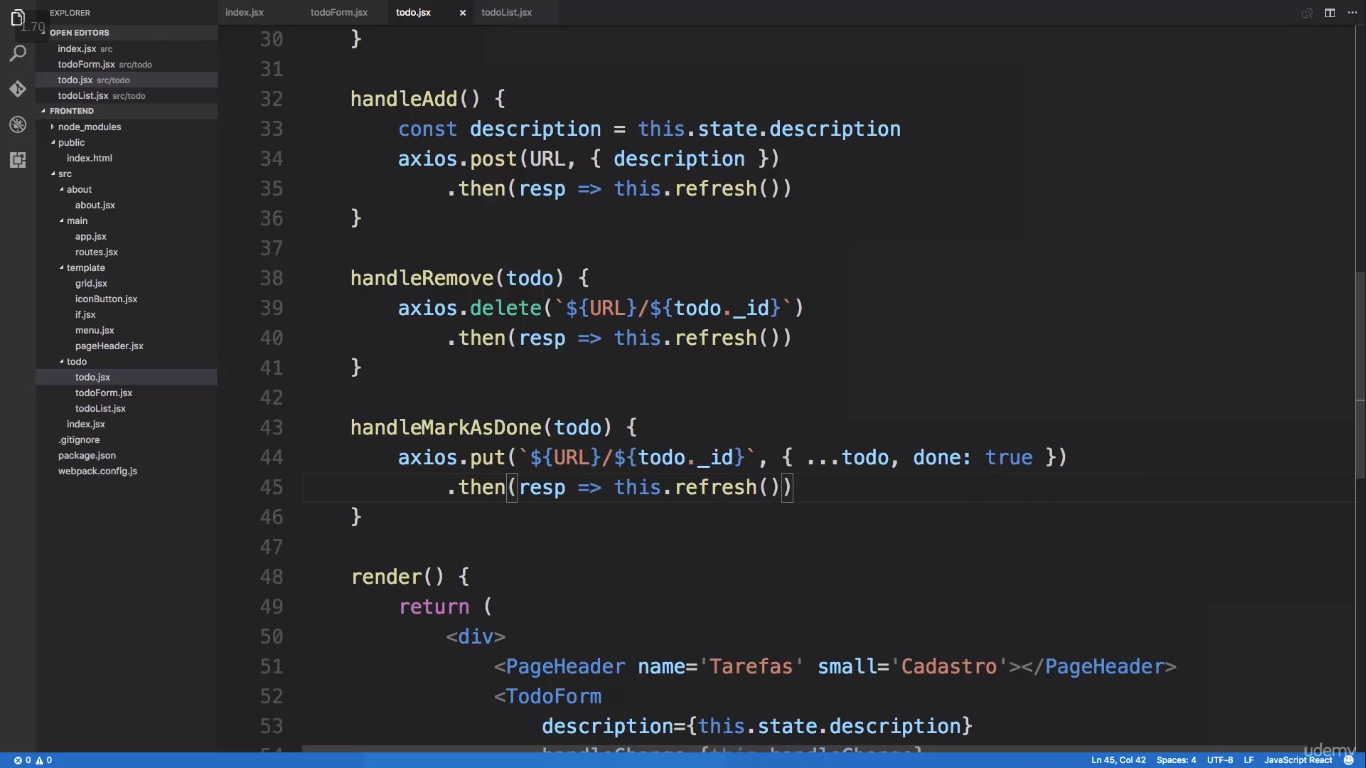 EXPLORER
1.70
OPEN EDITORS
index.jsx src
todoForm.jsx src/todo
todo.jsx src/todo
todoList.jsx src/todo
FRONTEND
node_modules
public
index.html
src
about
about.jsx
main
app.jsx
routes.jsx
template
grid.jsx
iconButton.jsx
if.jsx
menu.jsx
pageHeader.jsx
todo
todo.jsx
todoForm.jsx
todoList.jsx
index.jsx
.gitignore
package.json
webpack.config.js
index.jsx todoForm.jsx todo.jsx × todoList.jsx
30 }
31
32 handleAdd() {
33 const description = this.state.description
34 axios.post(URL, { description })
35 .then(resp => this.refresh())
36 }
37
38 handleRemove(todo) {
39 axios.delete(`${URL}/${todo._id}`)
40 .then(resp => this.refresh())
41 }
42
43 handleMarkAsDone(todo) {
44 axios.put(`${URL}/${todo._id}`, { ...todo, done: true })
45 .then(resp => this.refresh())
46 }
47
48 render() {
49 return (
50 <div>
51 <PageHeader name='Tarefas' small='Cadastro'></PageHeader>
52 <TodoForm
53 description={this.state.description}
54 handleChange={this.handleChange}
udemy
0 0 Ln 45, Col 42 Spaces: 4 UTF-8 LF JavaScript React